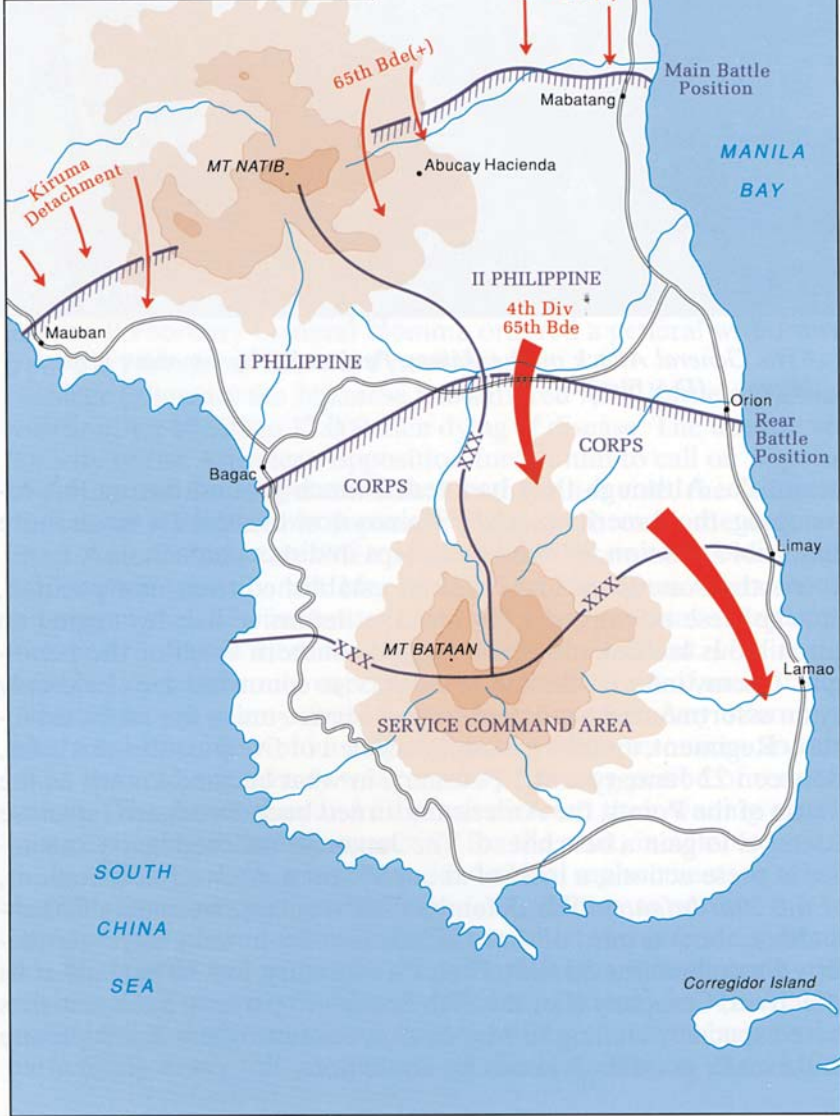 65th Bde(+)
Main Battle
Position
Mabatang
MT NATIB
Abucay Hacienda
MANILA
BAY
Kiruma
Detachment
II PHILIPPINE
4th Div
65th Bde
Mauban
I PHILIPPINE
Orion
Rear
Battle
Position
XXX
CORPS
Bagac
CORPS
Limay
XXX
XXX
MT BATAAN
Lamao
SERVICE COMMAND AREA
SOUTH
CHINA
SEA
Corregidor Island